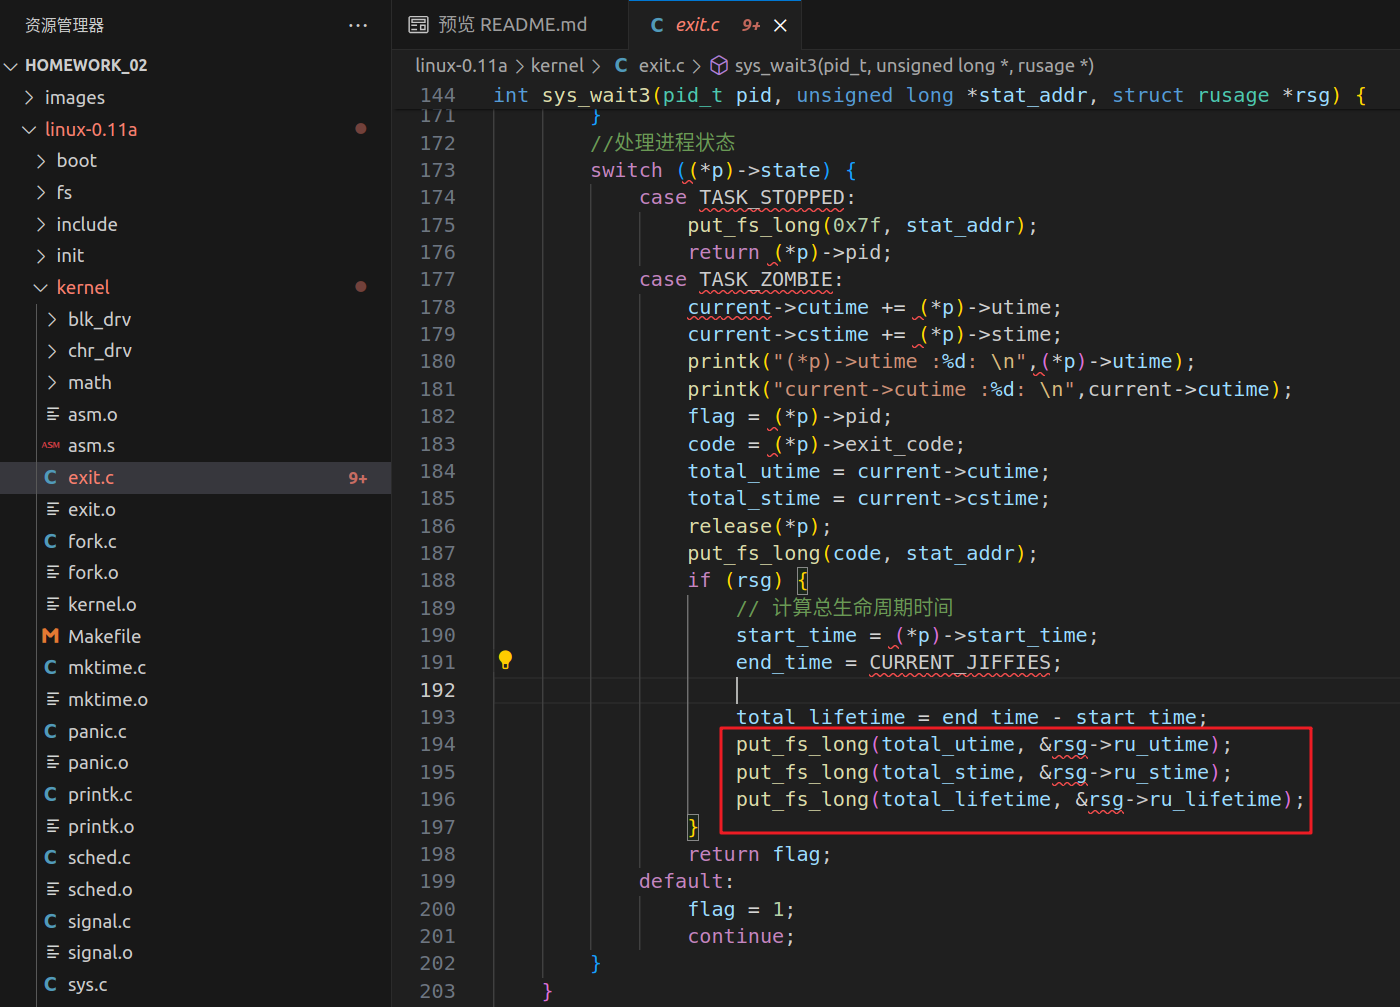 资源管理器 ···
HOMEWORK_02
images
linux-0.11a
boot
fs
include
init
kernel
blk_drv
chr_drv
math
asm.o
ASM asm.s
C exit.c 9+
exit.o
C fork.c
fork.o
kernel.o
M Makefile
C mktime.c
mktime.o
C panic.c
panic.o
C printk.c
printk.o
C sched.c
sched.o
C signal.c
signal.o
C sys.c
预览 README.md
C exit.c 9+
linux-0.11a > kernel > C exit.c > sys_wait3(pid_t, unsigned long *, rusage *)
144 int sys_wait3(pid_t pid, unsigned long *stat_addr, struct rusage *rsg) {
171 }
172 //处理进程状态
173 switch ((*p)->state) {
174 case TASK_STOPPED:
175 put_fs_long(0x7f, stat_addr);
176 return (*p)->pid;
177 case TASK_ZOMBIE:
178 current->cutime += (*p)->utime;
179 current->cstime += (*p)->stime;
180 printk("(*p)->utime :%d: \n",(*p)->utime);
181 printk("current->cutime :%d: \n",current->cutime);
182 flag = (*p)->pid;
183 code = (*p)->exit_code;
184 total_utime = current->cutime;
185 total_stime = current->cstime;
186 release(*p);
187 put_fs_long(code, stat_addr);
188 if (rsg) {
189 // 计算总生命周期时间
190 start_time = (*p)->start_time;
191 end_time = CURRENT_JIFFIES;
192
193 total_lifetime = end_time - start_time;
194 put_fs_long(total_utime, &rsg->ru_utime);
195 put_fs_long(total_stime, &rsg->ru_stime);
196 put_fs_long(total_lifetime, &rsg->ru_lifetime);
197 }
198 return flag;
199 default:
200 flag = 1;
201 continue;
202 }
203 }